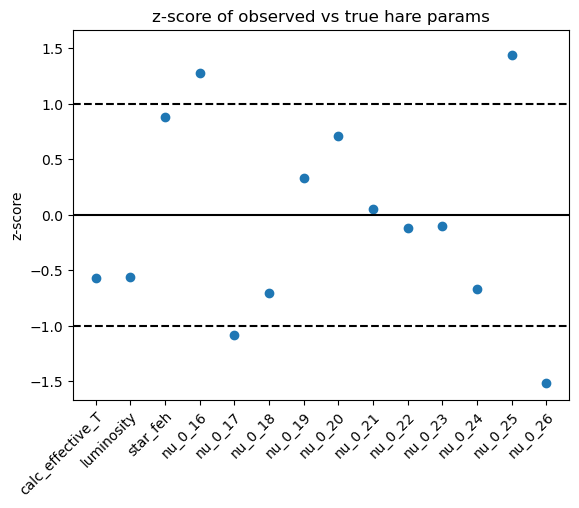 z-score of observed vs true hare params
z-score
1.5
1.0
0.5
0.0
−0.5
−1.0
−1.5
calc_effective_T
luminosity
star_feh
nu_0_16
nu_0_17
nu_0_18
nu_0_19
nu_0_20
nu_0_21
nu_0_22
nu_0_23
nu_0_24
nu_0_25
nu_0_26